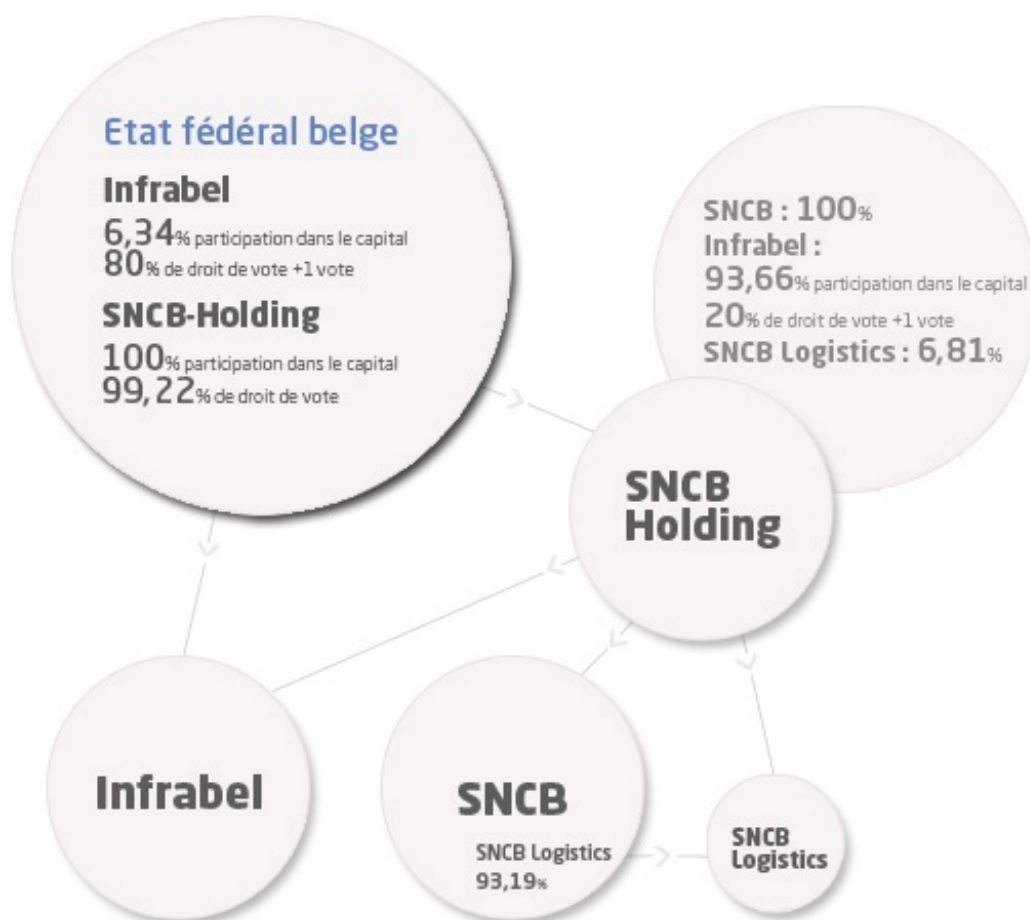 Etat fédéral belge
Infrabel
6,34% participation dans le capital
80% de droit de vote +1 vote
SNCB-Holding
100% participation dans le capital
99,22% de droit de vote
SNCB : 100%
Infrabel :
93,66% participation dans le capital
20% de droit de vote +1 vote
SNCB Logistics : 6,81%
SNCB
Holding
Infrabel
SNCB
SNCB Logistics
93,19%
SNCB
Logistics